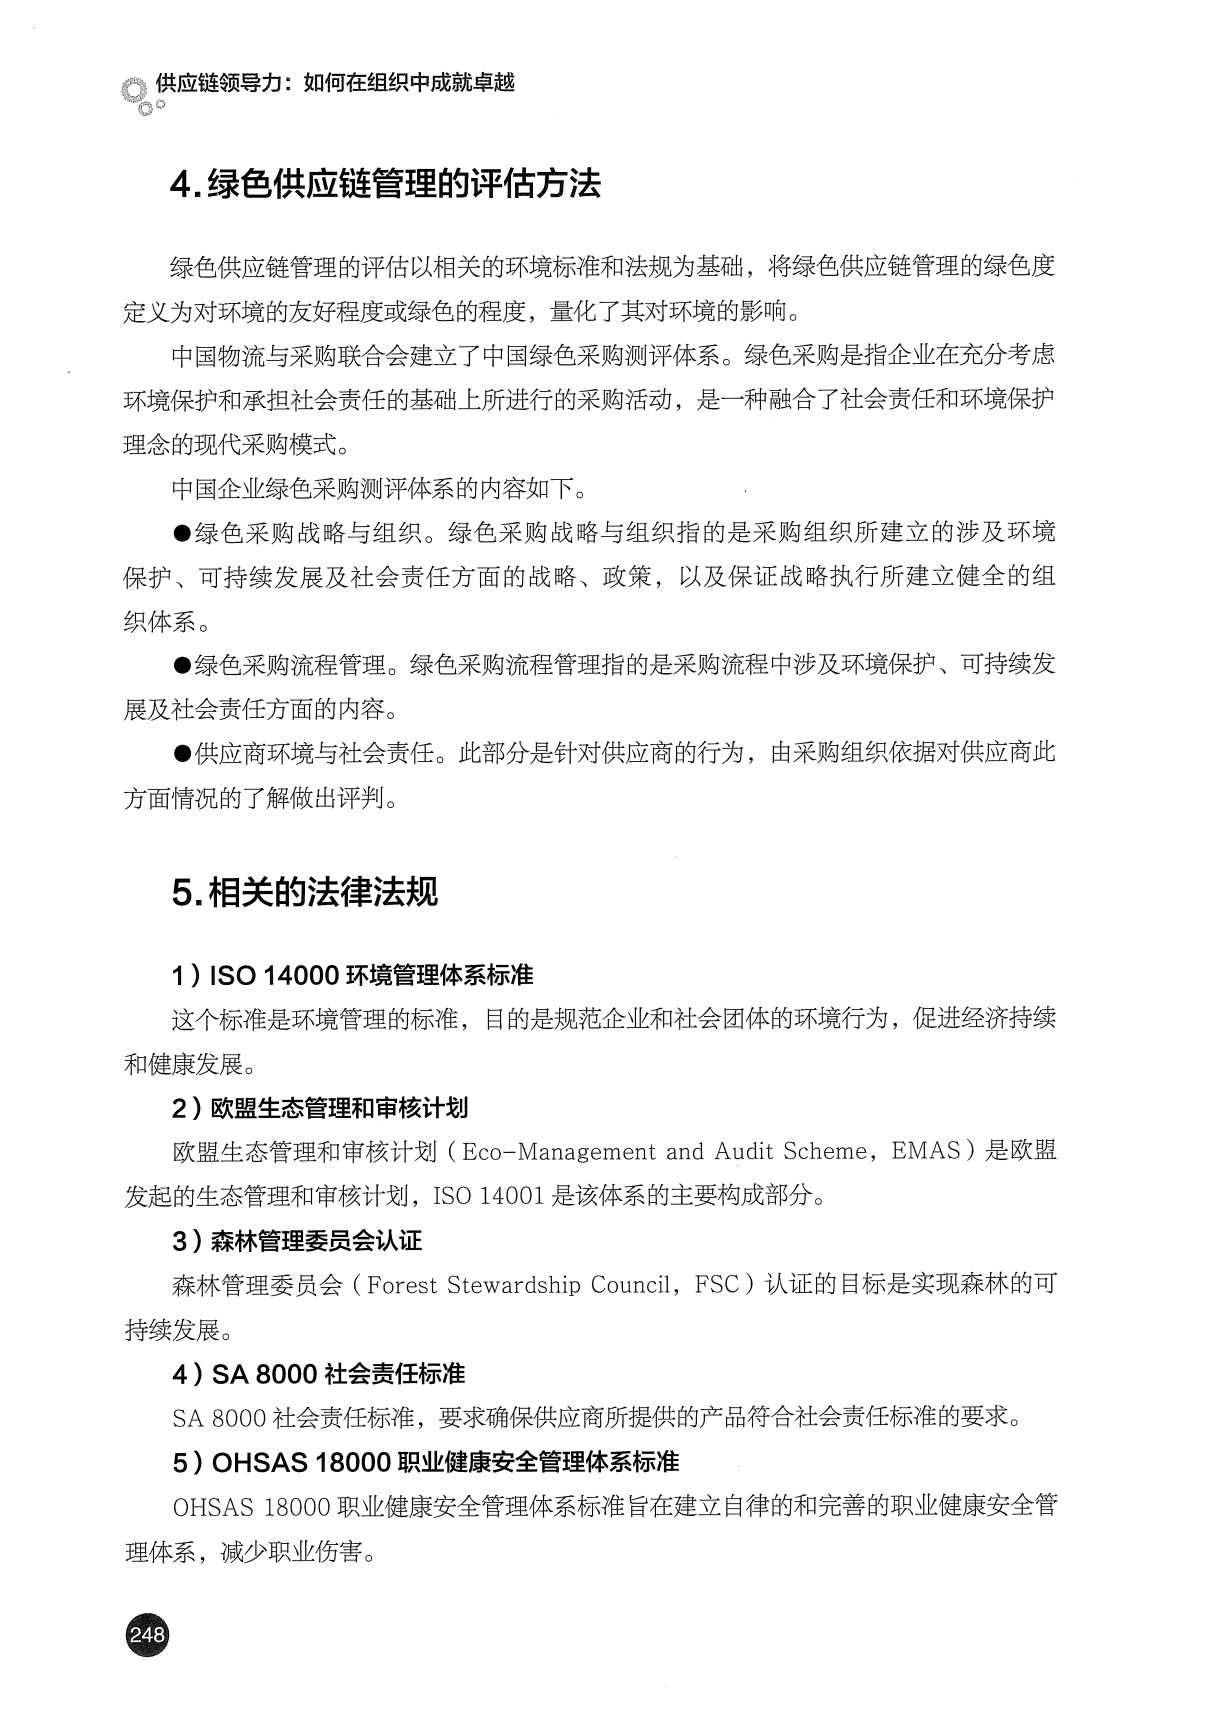 供应链领导力：如何在组织中成就卓越
4.绿色供应链管理的评估方法
绿色供应链管理的评估以相关的环境标准和法规为基础，将绿色供应链管理的绿色度
定义为对环境的友好程度或绿色的程度，量化了其对环境的影响。
中国物流与采购联合会建立了中国绿色采购测评体系。绿色采购是指企业在充分考虑
环境保护和承担社会责任的基础上所进行的采购活动，是一种融合了社会责任和环境保护
理念的现代采购模式。
中国企业绿色采购测评体系的内容如下。
●绿色采购战略与组织。绿色采购战略与组织指的是采购组织所建立的涉及环境
保护、可持续发展及社会责任方面的战略、政策，以及保证战略执行所建立健全的组
织体系。
●绿色采购流程管理。绿色采购流程管理指的是采购流程中涉及环境保护、可持续发
展及社会责任方面的内容。
●供应商环境与社会责任。此部分是针对供应商的行为，由采购组织依据对供应商此
方面情况的了解做出评判。
5.相关的法律法规
1）ISO 14000 环境管理体系标准
这个标准是环境管理的标准，目的是规范企业和社会团体的环境行为，促进经济持续
和健康发展。
2）欧盟生态管理和审核计划
欧盟生态管理和审核计划（Eco-Management and Audit Scheme，EMAS）是欧盟
发起的生态管理和审核计划，ISO 14001 是该体系的主要构成部分。
3）森林管理委员会认证
森林管理委员会（Forest Stewardship Council，FSC）认证的目标是实现森林的可
持续发展。
4）SA 8000 社会责任标准
SA 8000 社会责任标准，要求确保供应商所提供的产品符合社会责任标准的要求。
5）OHSAS 18000 职业健康安全管理体系标准
OHSAS 18000 职业健康安全管理体系标准旨在建立自律的和完善的职业健康安全管
理体系，减少职业伤害。
248